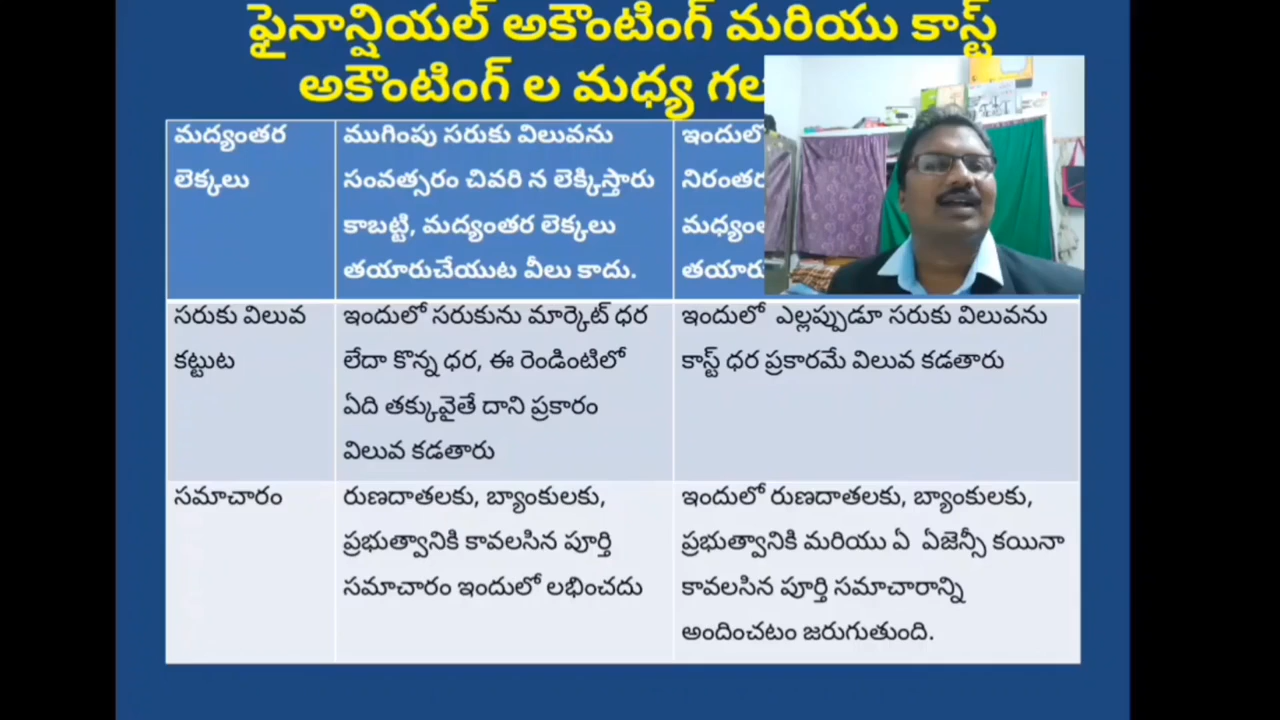 ఫైనాన్షియల్ అకౌంటింగ్ మరియు కాస్ట్
అకౌంటింగ్ ల మధ్య గల
మద్యంతర
లెక్కలు
ముగింపు సరుకు విలువను
సంవత్సరం చివరి న లెక్కిస్తారు
కాబట్టి, మద్యంతర లెక్కలు
తయారుచేయుట వీలు కాదు.
సరుకు విలువ
కట్టుట
ఇందులో సరుకును మార్కెట్ ధర
లేదా కొన్న ధర, ఈ రెండింటిలో
ఏది తక్కువైతే దాని ప్రకారం
విలువ కడతారు
ఇందులో ఎల్లప్పుడూ సరుకు విలువను
కాస్ట్ ధర ప్రకారమే విలువ కడతారు
సమాచారం
రుణదాతలకు, బ్యాంకులకు,
ప్రభుత్వానికి కావలసిన పూర్తి
సమాచారం ఇందులో లభించదు
ఇందులో రుణదాతలకు, బ్యాంకులకు,
ప్రభుత్వానికి మరియు ఏ ఏజెన్సీ కయినా
కావలసిన పూర్తి సమాచారాన్ని
అందించటం జరుగుతుంది.